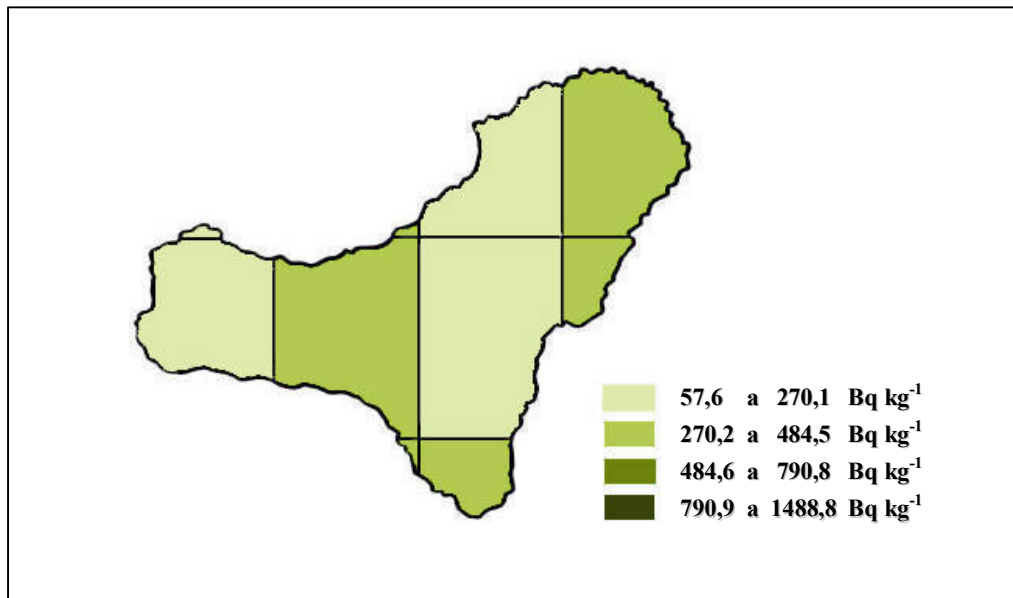 57,6 a 270,1 Bq kg-1
270,2 a 484,5 Bq kg-1
484,6 a 790,8 Bq kg-1
790,9 a 1488,8 Bq kg-1